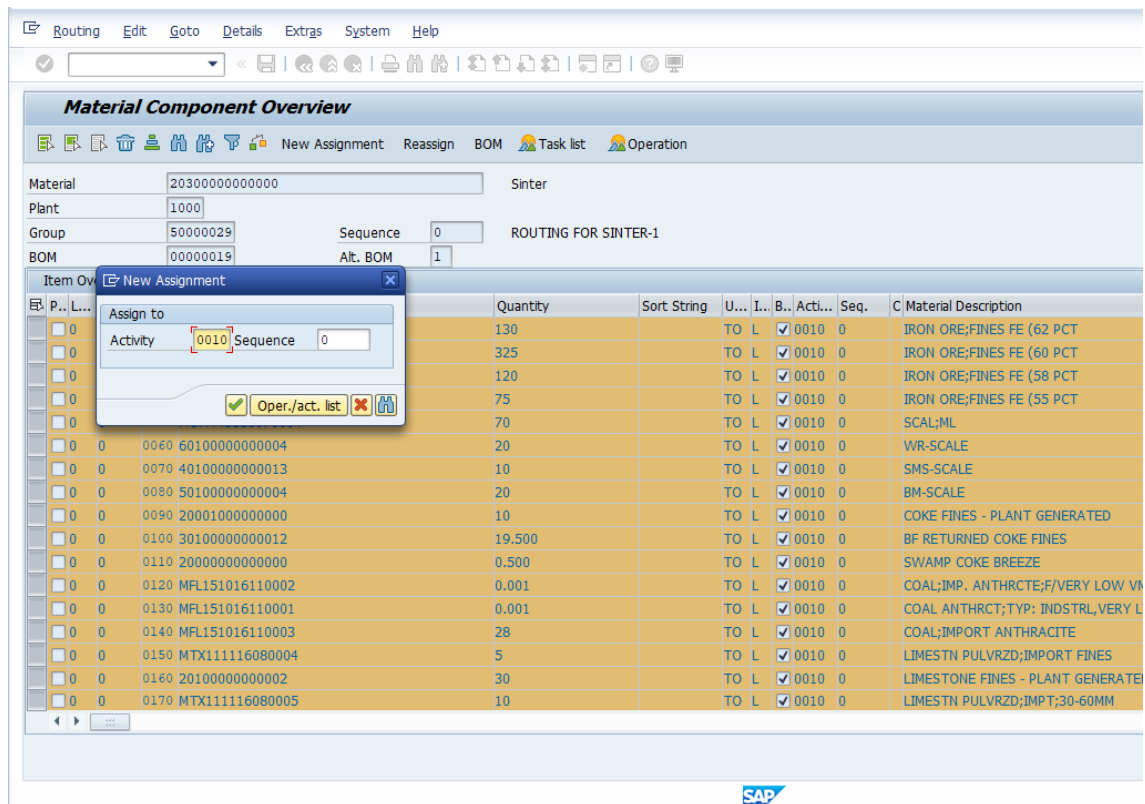 Routing Edit Goto Details Extras System Help
Material Component Overview
New Assignment Reassign BOM Task list Operation
Material 20300000000000 Sinter
Plant 1000
Group 50000029 Sequence 0 ROUTING FOR SINTER-1
BOM 00000019 Alt. BOM 1
Item Ov
New Assignment
Assign to
Activity 0010 Sequence 0
Oper./act. list
P.. L... Quantity Sort String U... I... B.. Acti... Seq. C Material Description
0 130 TO L 0010 0 IRON ORE;FINES FE (62 PCT
0 325 TO L 0010 0 IRON ORE;FINES FE (60 PCT
0 120 TO L 0010 0 IRON ORE;FINES FE (58 PCT
0 75 TO L 0010 0 IRON ORE;FINES FE (55 PCT
0 70 TO L 0010 0 SCAL;ML
0 0 0060 60100000000004 20 TO L 0010 0 WR-SCALE
0 0 0070 40100000000013 10 TO L 0010 0 SMS-SCALE
0 0 0080 50100000000004 20 TO L 0010 0 BM-SCALE
0 0 0090 20001000000000 10 TO L 0010 0 COKE FINES - PLANT GENERATED
0 0 0100 30100000000012 19.500 TO L 0010 0 BF RETURNED COKE FINES
0 0 0110 20000000000000 0.500 TO L 0010 0 SWAMP COKE BREEZE
0 0 0120 MFL151016110002 0.001 TO L 0010 0 COAL;IMP. ANTHRCTE;F/VERY LOW VM
0 0 0130 MFL151016110001 0.001 TO L 0010 0 COAL ANTHRCT;TYP: INDSTRL,VERY L
0 0 0140 MFL151016110003 28 TO L 0010 0 COAL;IMPORT ANTHRACITE
0 0 0150 MTX111116080004 5 TO L 0010 0 LIMESTN PULVRZD;IMPORT FINES
0 0 0160 20100000000002 30 TO L 0010 0 LIMESTONE FINES - PLANT GENERATE
0 0 0170 MTX111116080005 10 TO L 0010 0 LIMESTN PULVRZD;IMPT;30-60MM
SAP